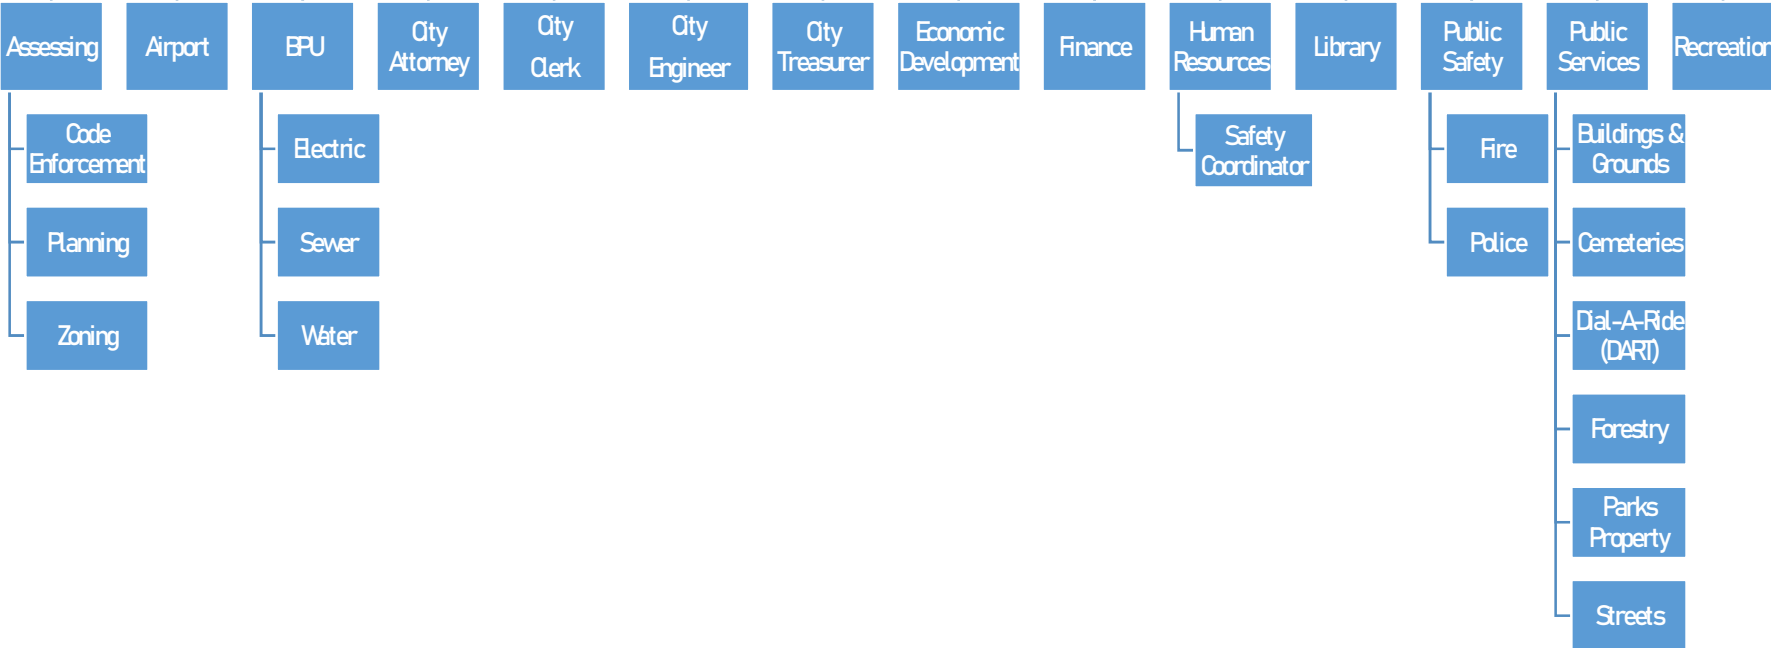 Assessing
Airport
BPU
City
Attorney
City
Clerk
City
Engineer
City
Treasurer
Economic
Development
Finance
Human
Resources
Library
Public
Safety
Public
Services
Recreation
Code
Enforcement
Planning
Zoning
Electric
Sewer
Water
Safety
Coordinator
Fire
Police
Buildings &
Grounds
Cemeteries
Dial-A-Ride
(DART)
Forestry
Parks
Property
Streets